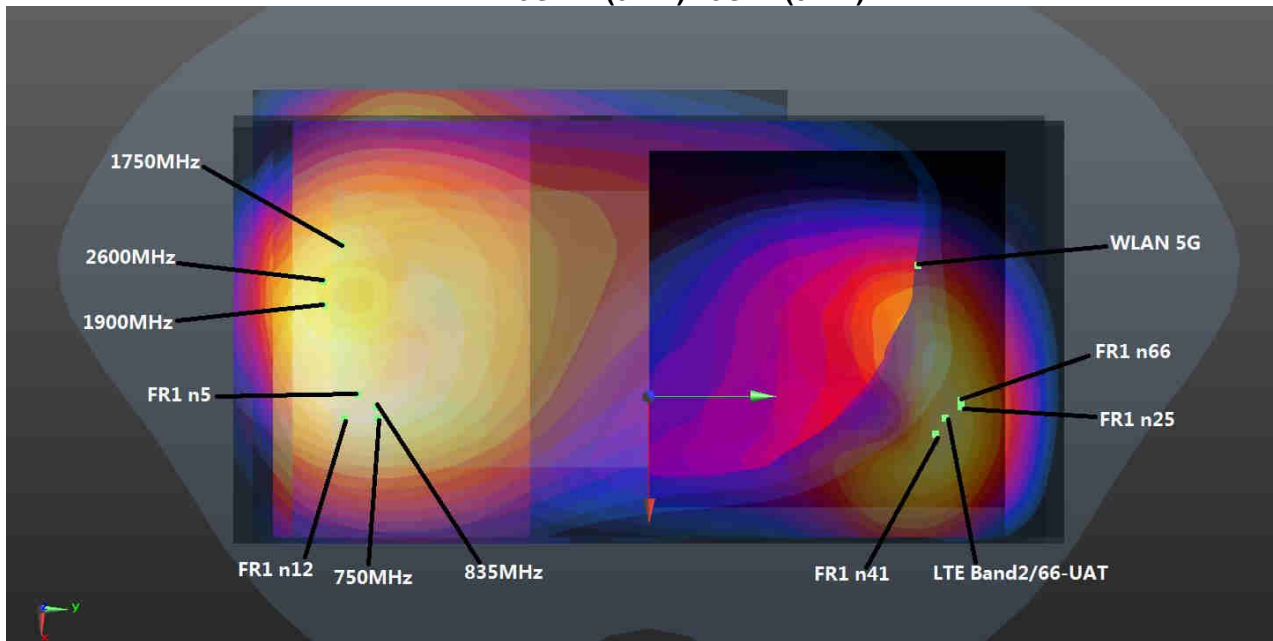 1750MHz
2600MHz
1900MHz
FR1 n5
FR1 n12
750MHz
835MHz
WLAN 5G
FR1 n66
FR1 n25
FR1 n41
LTE Band2/66-UAT
y
x